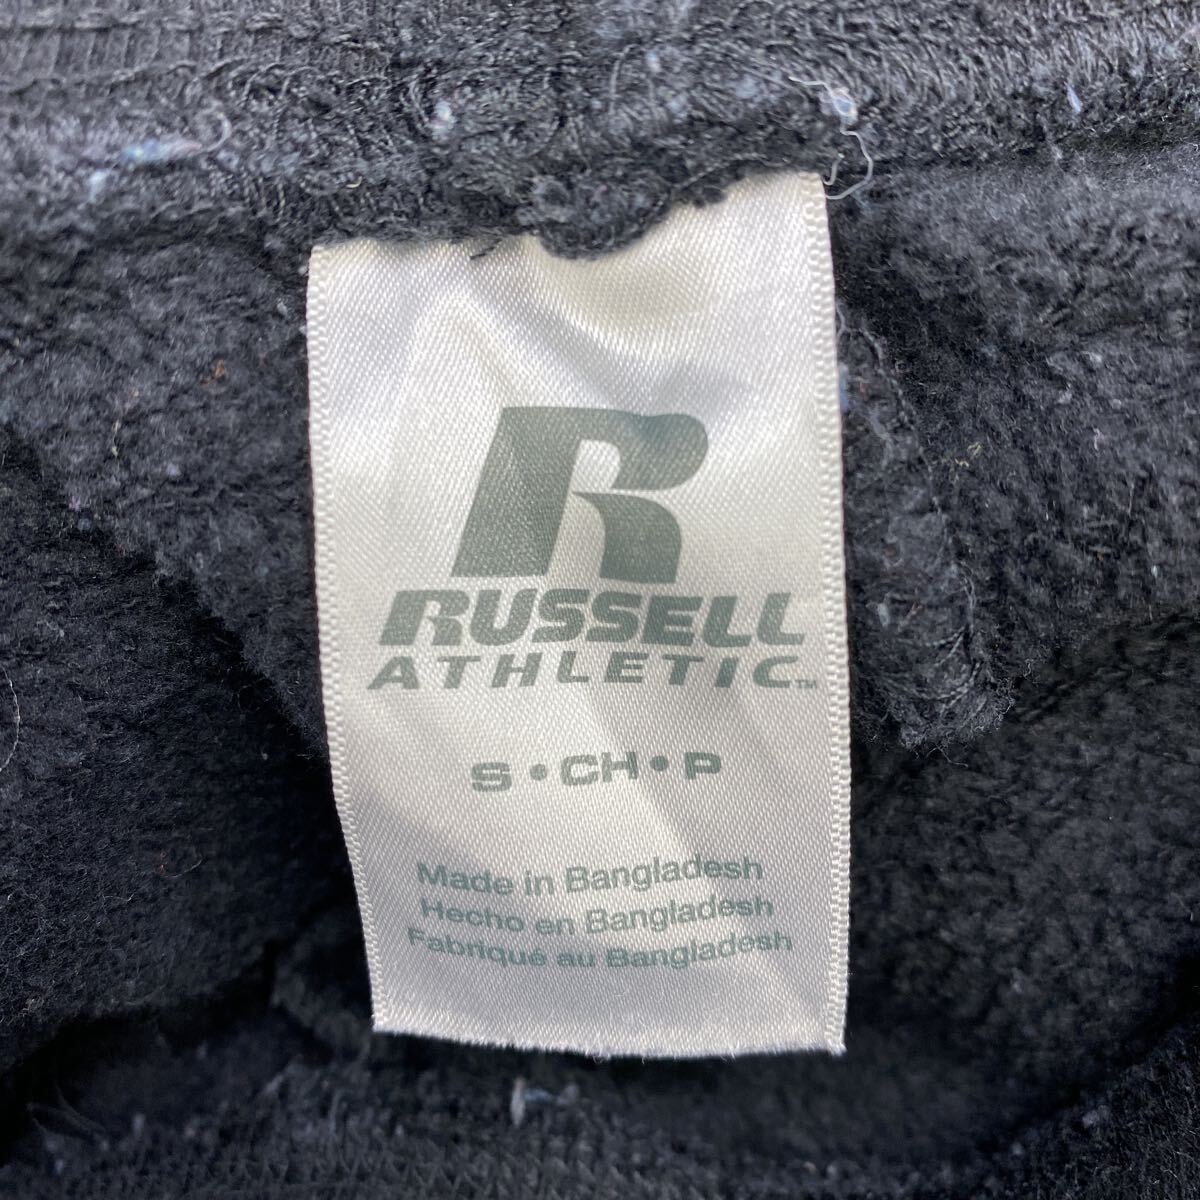 R
RUSSELL
ATHLETIC™
S•CH•P
Made in Bangladesh
Hecho en Bangladesh
Fabriqué au Bangladesh